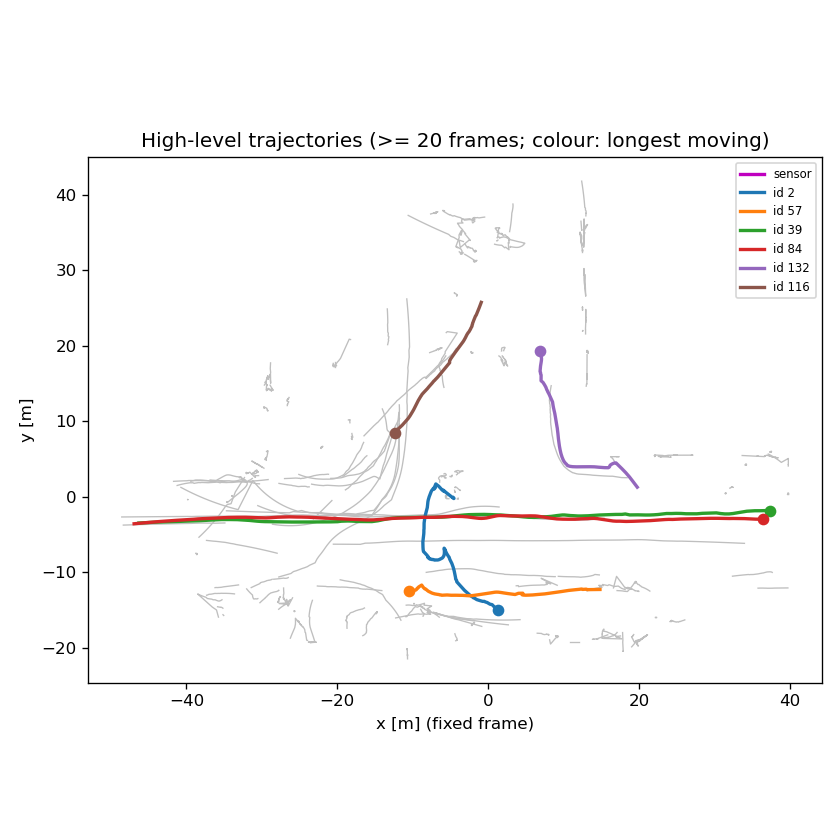 High-level trajectories (>= 20 frames; colour: longest moving)
sensor
id 2
id 57
id 39
id 84
id 132
id 116
y [m]
40
30
20
10
0
−10
−20
−40
−20
0
20
40
x [m] (fixed frame)